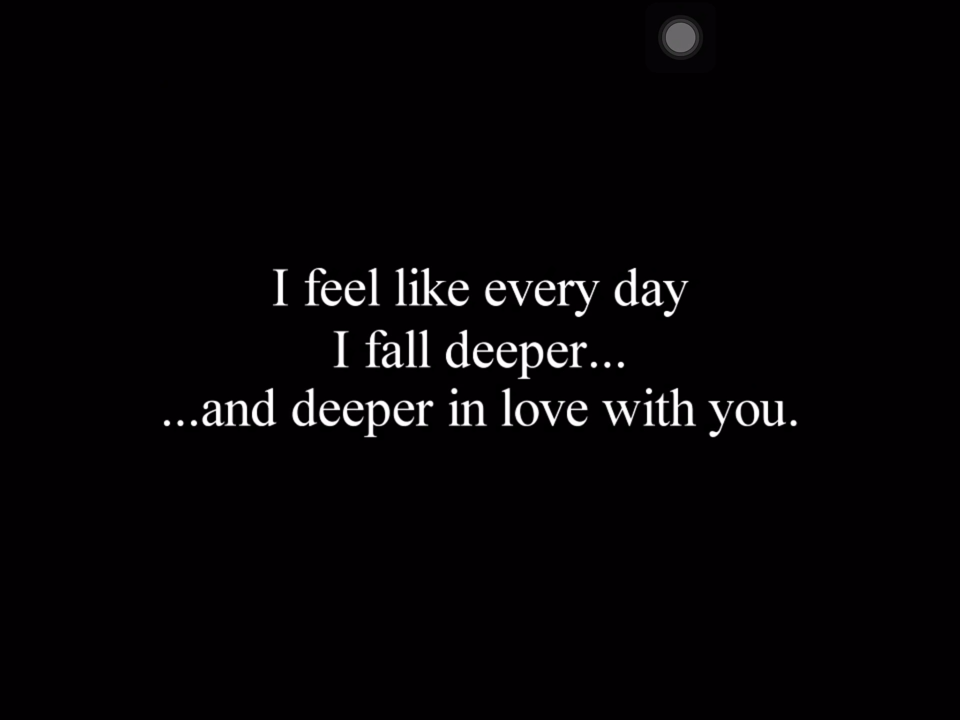 I feel like every day
I fall deeper...
...and deeper in love with you.